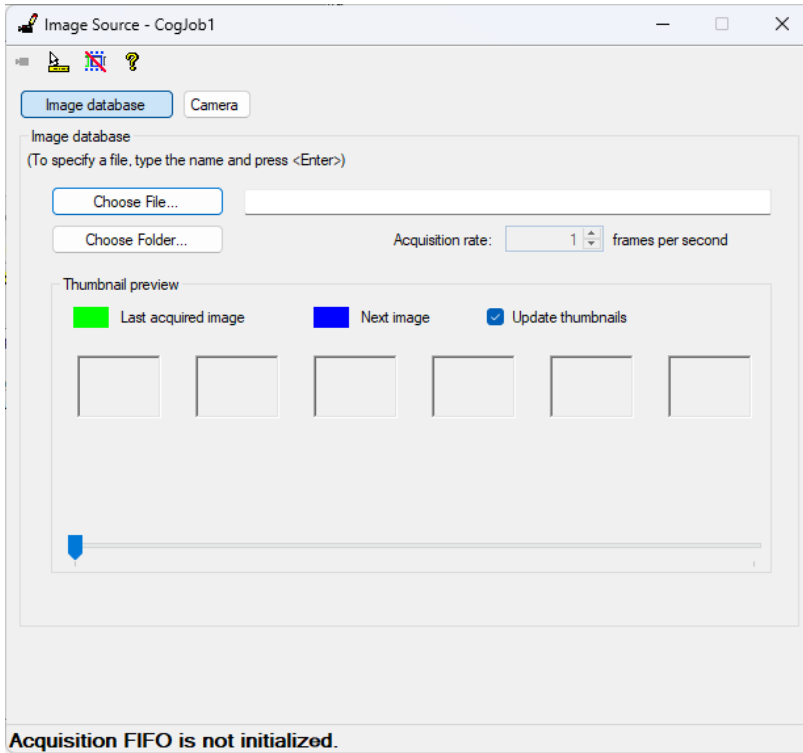 Image Source - CogJob1
Image database
Camera
Image database
(To specify a file, type the name and press <Enter>)
Choose File...
Choose Folder...
Acquisition rate: 1 frames per second
Thumbnail preview
Last acquired image
Next image
Update thumbnails
Acquisition FIFO is not initialized.